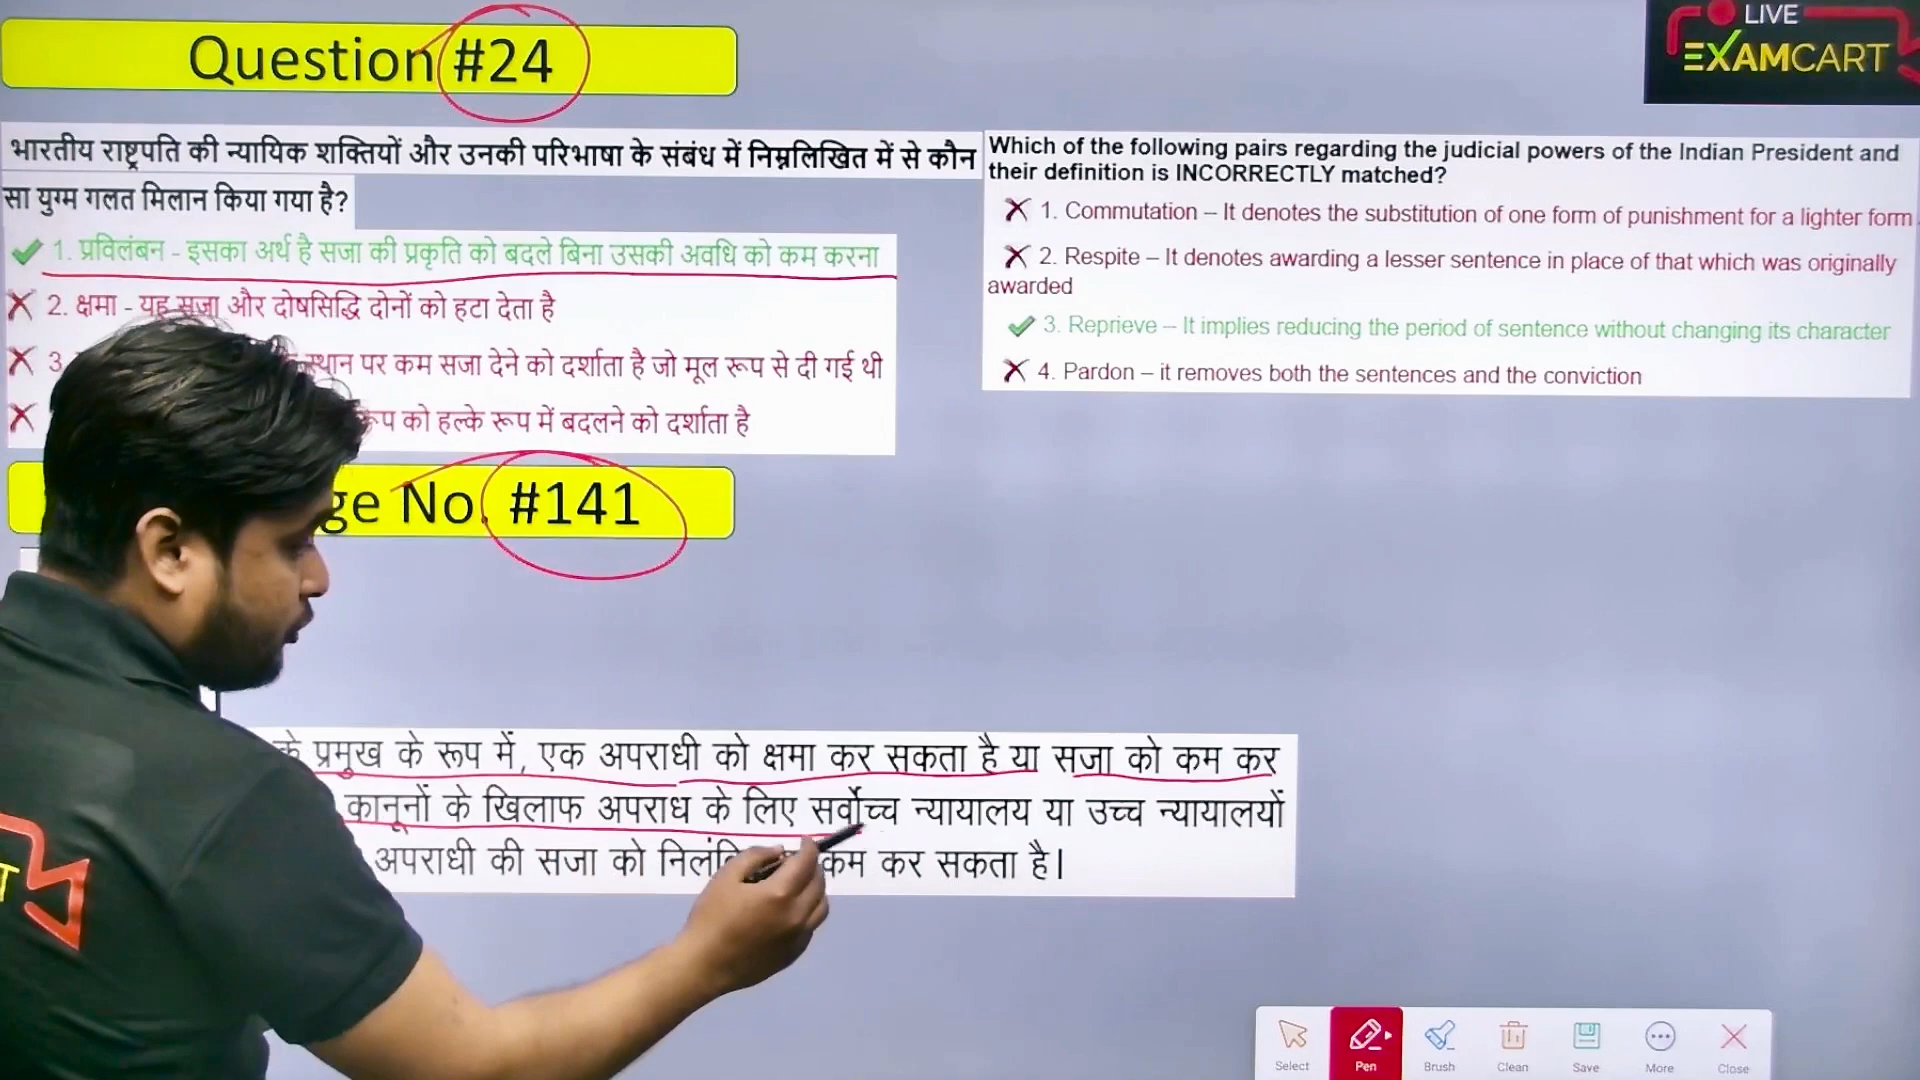 Question #24
LIVE
EXAMCART
भारतीय राष्ट्रपति की न्यायिक शक्तियों और उनकी परिभाषा के संबंध में निम्नलिखित में से कौन
सा युग्म गलत मिलान किया गया है?
1. प्रविलंबन - इसका अर्थ है सजा की प्रकृति को बदले बिना उसकी अवधि को कम करना
2. क्षमा - यह सजा और दोषसिद्धि दोनों को हटा देता है
3. स्थान पर कम सजा देने को दर्शाता है जो मूल रूप से दी गई थी
रूप को हल्के रूप में बदलने को दर्शाता है
Which of the following pairs regarding the judicial powers of the Indian President and
their definition is INCORRECTLY matched?
1. Commutation – It denotes the substitution of one form of punishment for a lighter form
2. Respite – It denotes awarding a lesser sentence in place of that which was originally
awarded
3. Reprieve – It implies reducing the period of sentence without changing its character
4. Pardon – it removes both the sentences and the conviction
ge No. #141
के प्रमुख के रूप में, एक अपराधी को क्षमा कर सकता है या सजा को कम कर
कानूनों के खिलाफ अपराध के लिए सर्वोच्च न्यायालय या उच्च न्यायालयों
अपराधी की सजा को कम कर सकता है।
Select
Pen
Brush
Clean
Save
More
Close